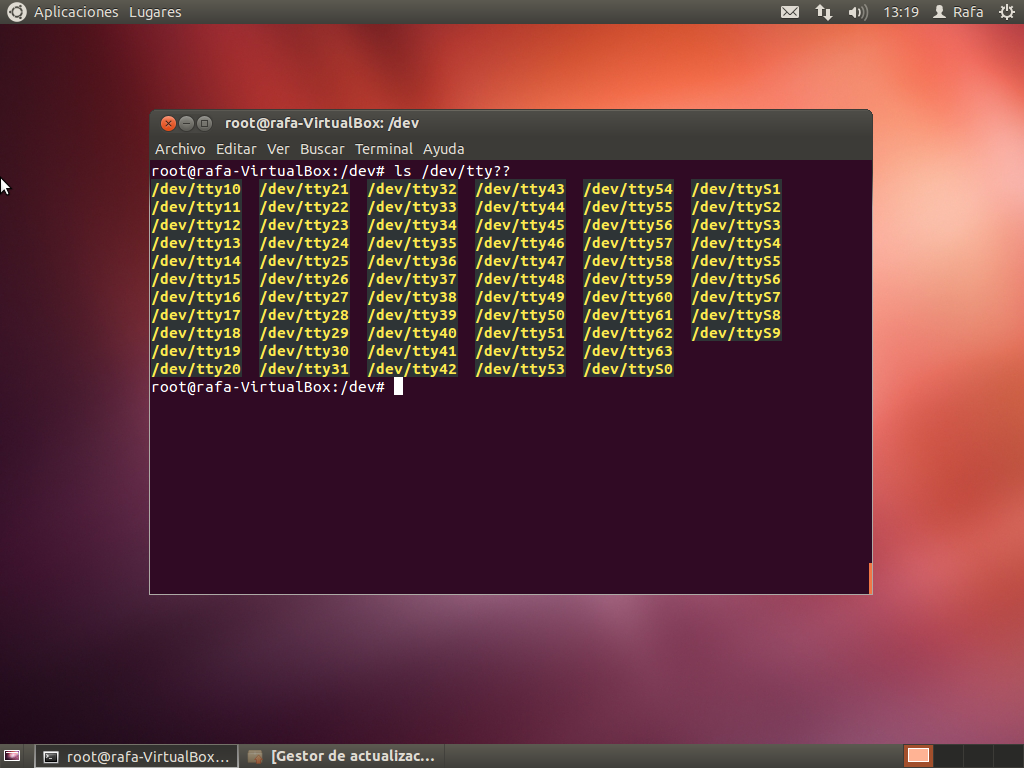 Aplicaciones Lugares 13:19 Rafa
root@rafa-VirtualBox: /dev
Archivo Editar Ver Buscar Terminal Ayuda
root@rafa-VirtualBox:/dev# ls /dev/tty??
/dev/tty10 /dev/tty21 /dev/tty32 /dev/tty43 /dev/tty54 /dev/ttyS1
/dev/tty11 /dev/tty22 /dev/tty33 /dev/tty44 /dev/tty55 /dev/ttyS2
/dev/tty12 /dev/tty23 /dev/tty34 /dev/tty45 /dev/tty56 /dev/ttyS3
/dev/tty13 /dev/tty24 /dev/tty35 /dev/tty46 /dev/tty57 /dev/ttyS4
/dev/tty14 /dev/tty25 /dev/tty36 /dev/tty47 /dev/tty58 /dev/ttyS5
/dev/tty15 /dev/tty26 /dev/tty37 /dev/tty48 /dev/tty59 /dev/ttyS6
/dev/tty16 /dev/tty27 /dev/tty38 /dev/tty49 /dev/tty60 /dev/ttyS7
/dev/tty17 /dev/tty28 /dev/tty39 /dev/tty50 /dev/tty61 /dev/ttyS8
/dev/tty18 /dev/tty29 /dev/tty40 /dev/tty51 /dev/tty62 /dev/ttyS9
/dev/tty19 /dev/tty30 /dev/tty41 /dev/tty52 /dev/tty63
/dev/tty20 /dev/tty31 /dev/tty42 /dev/tty53 /dev/ttyS0
root@rafa-VirtualBox:/dev#
root@rafa-VirtualBox... [Gestor de actualizac...